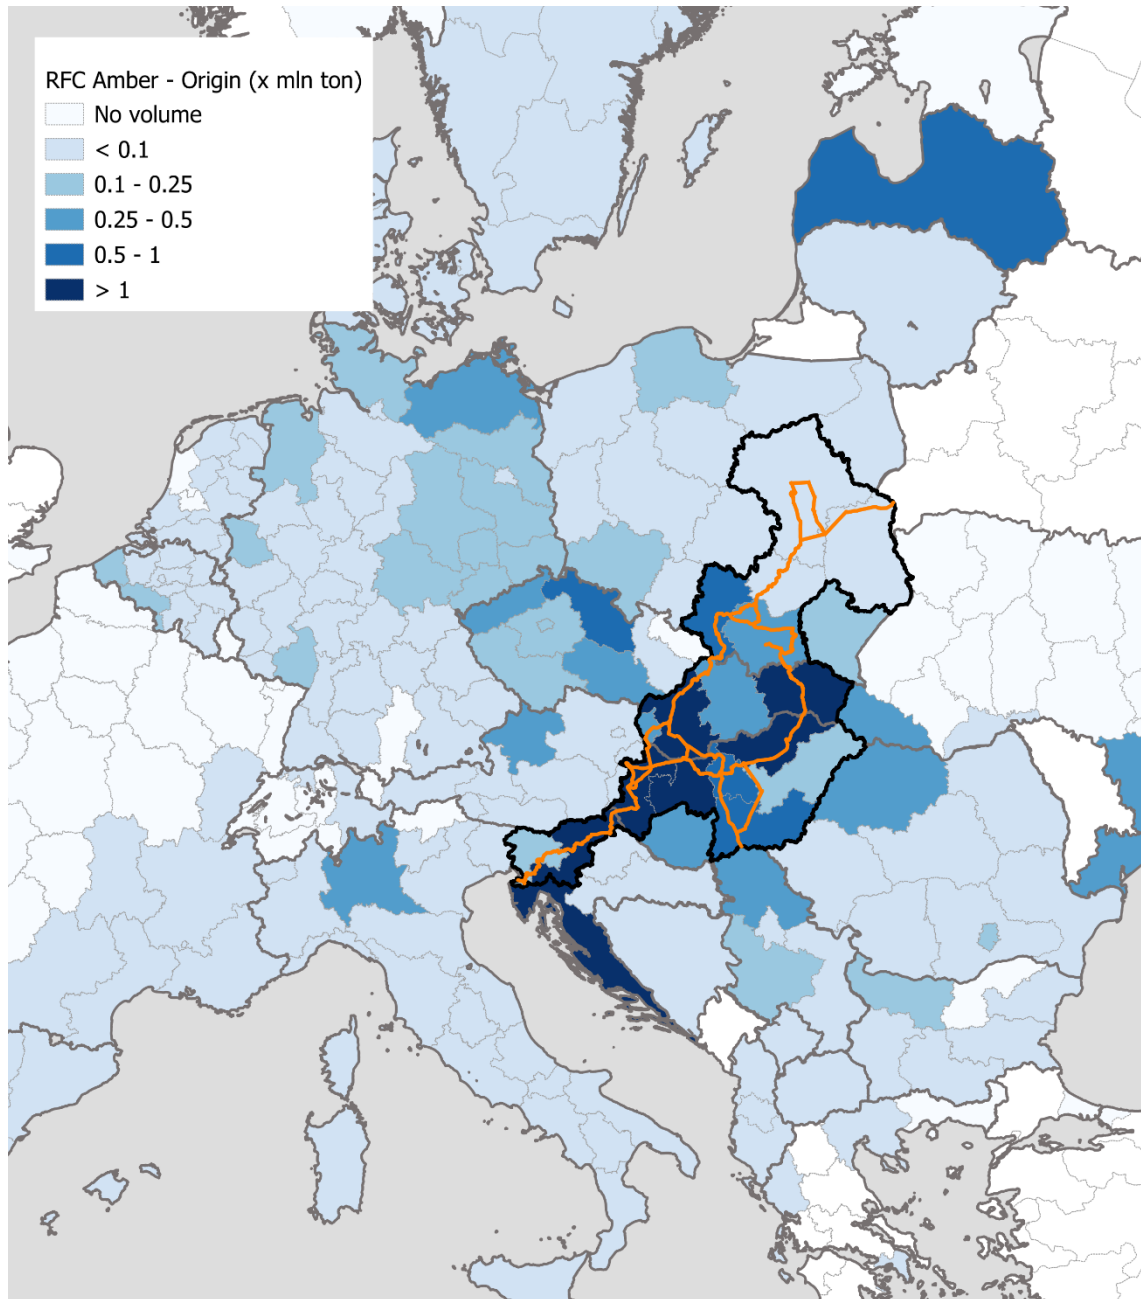 RFC Amber - Origin (x mln ton)
No volume
< 0.1
0.1 - 0.25
0.25 - 0.5
0.5 - 1
> 1